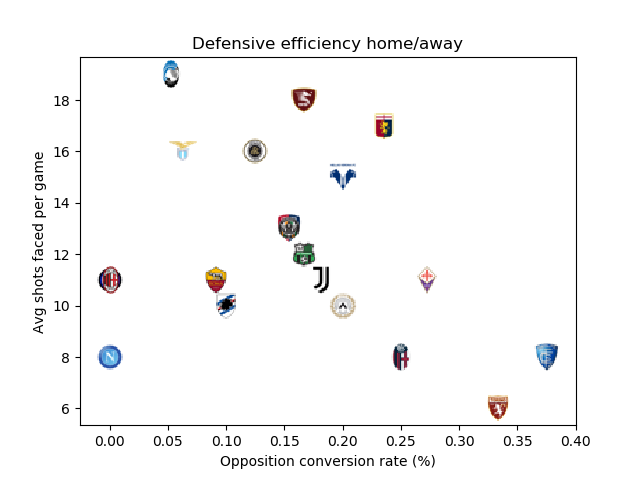 Defensive efficiency home/away
Avg shots faced per game
18
16
14
12
10
8
6
0.00 0.05 0.10 0.15 0.20 0.25 0.30 0.35 0.40
Opposition conversion rate (%)